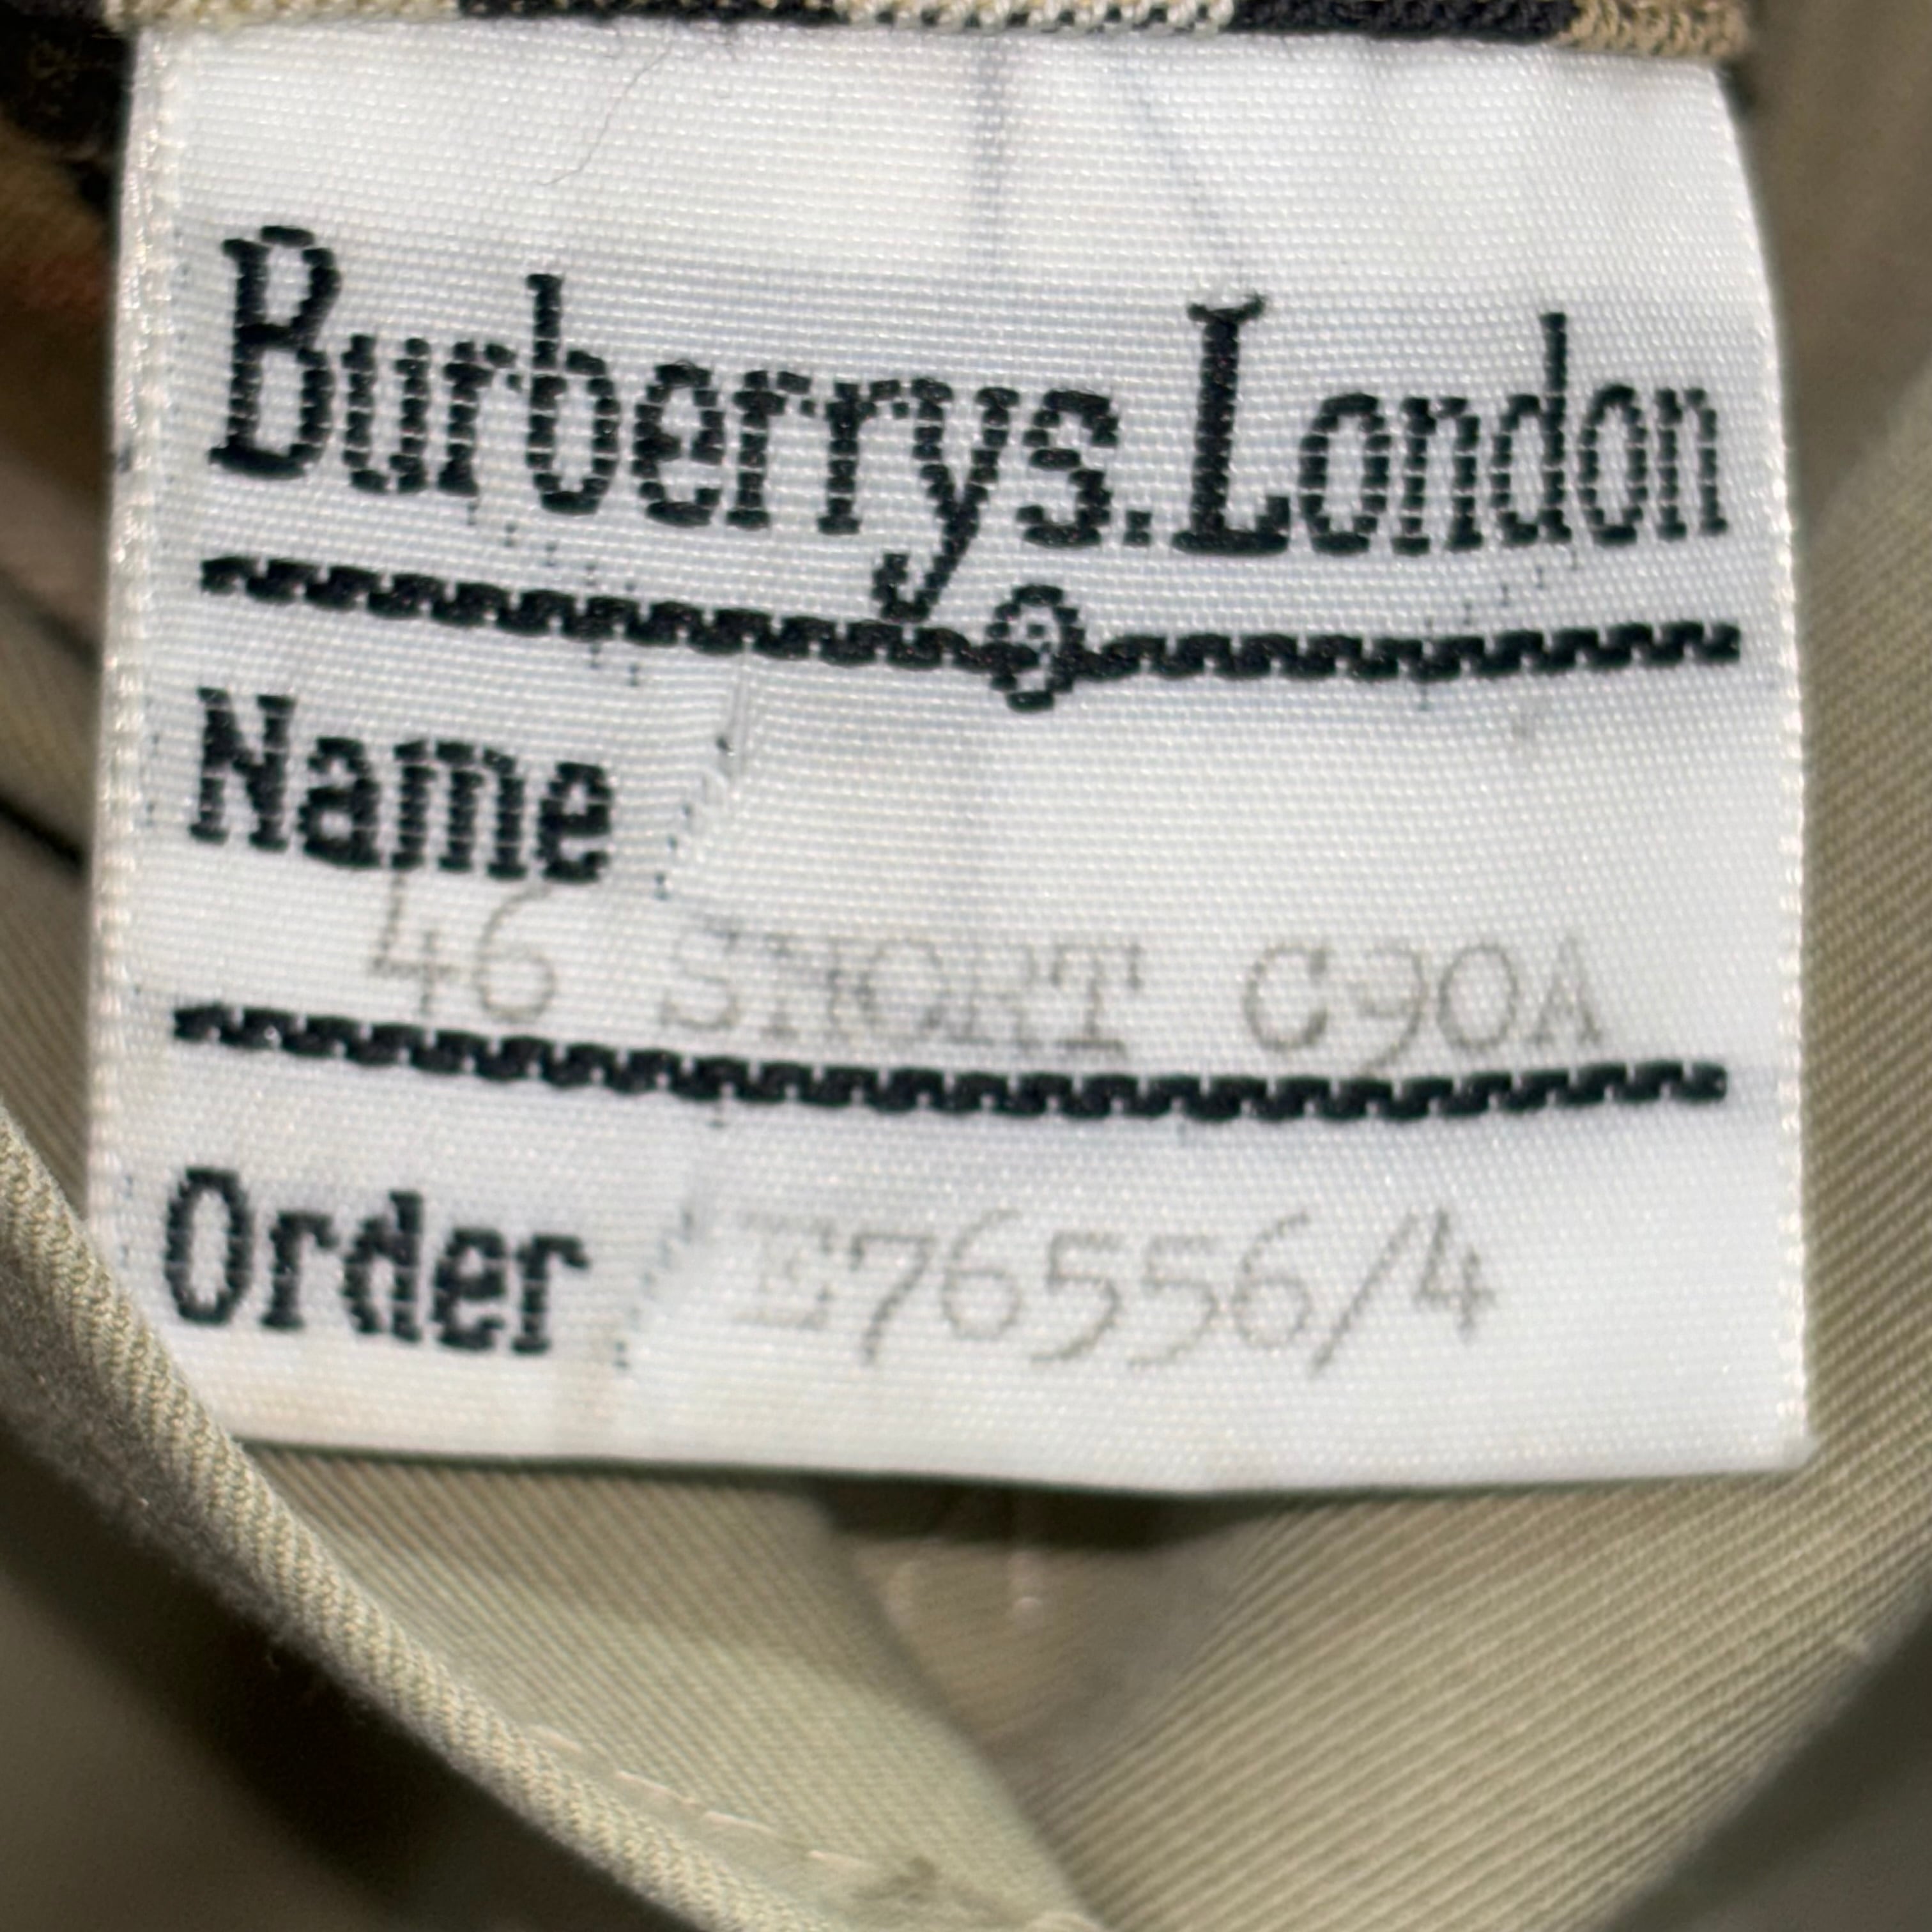 Burberrys. London
Name
46 SHORT C90A
Order E76556/4